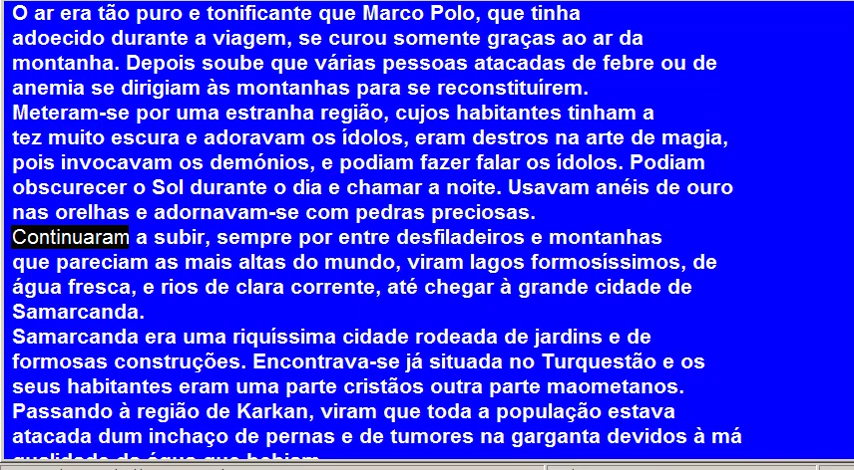 O ar era tão puro e tonificante que Marco Polo, que tinha
adoecido durante a viagem, se curou somente graças ao ar da
montanha. Depois soube que várias pessoas atacadas de febre ou de
anemia se dirigiam às montanhas para se reconstituírem.
Meteram-se por uma estranha região, cujos habitantes tinham a
tez muito escura e adoravam os ídolos, eram destros na arte de magia,
pois invocavam os demónios, e podiam fazer falar os ídolos. Podiam
obscurecer o Sol durante o dia e chamar a noite. Usavam anéis de ouro
nas orelhas e adornavam-se com pedras preciosas.
Continuaram a subir, sempre por entre desfiladeiros e montanhas
que pareciam as mais altas do mundo, viram lagos formosíssimos, de
água fresca, e rios de clara corrente, até chegar à grande cidade de
Samarcanda.
Samarcanda era uma riquíssima cidade rodeada de jardins e de
formosas construções. Encontrava-se já situada no Turquestão e os
seus habitantes eram uma parte cristãos outra parte maometanos.
Passando à região de Karkan, viram que toda a população estava
atacada dum inchaço de pernas e de tumores na garganta devidos à má
qualidade da água que bebiam